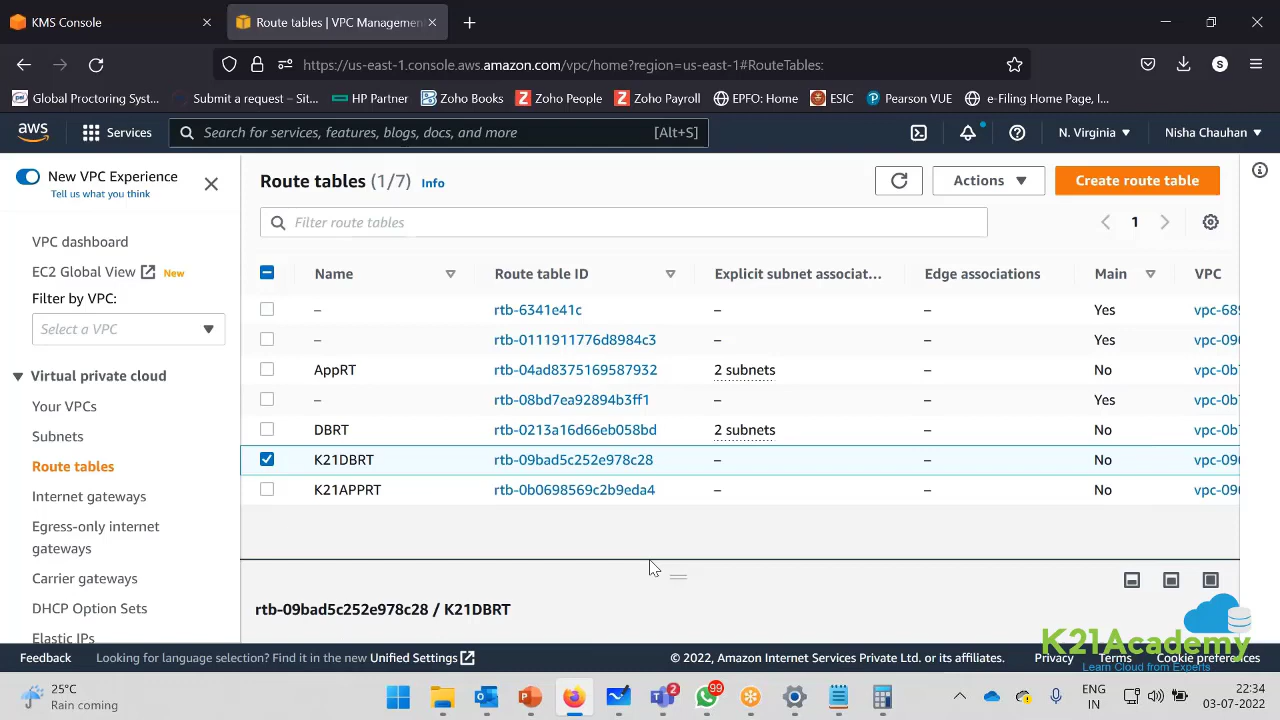 KMS Console
Route tables | VPC Managemen
https://us-east-1.console.aws.amazon.com/vpc/home?region=us-east-1#RouteTables:
Global Proctoring Syst...
Submit a request – Sit...
HP Partner
Zoho Books
Zoho People
Zoho Payroll
EPFO: Home
ESIC
Pearson VUE
e-Filing Home Page, I...
aws
Services
Search for services, features, blogs, docs, and more
[Alt+S]
N. Virginia
Nisha Chauhan
New VPC Experience
Tell us what you think
VPC dashboard
EC2 Global View
New
Filter by VPC:
Select a VPC
Virtual private cloud
Your VPCs
Subnets
Route tables
Internet gateways
Egress-only internet
gateways
Carrier gateways
DHCP Option Sets
Elastic IPs
Route tables (1/7) Info
Actions
Create route table
Filter route tables
1
Name Route table ID Explicit subnet associat... Edge associations Main VPC
– rtb-6341e41c – – Yes vpc-689
– rtb-0111911776d8984c3 – – Yes vpc-090
AppRT rtb-04ad8375169587932 2 subnets – No vpc-0b7
– rtb-08bd7ea92894b3ff1 – – Yes vpc-0b7
DBRT rtb-0213a16d66eb058bd 2 subnets – No vpc-0b7
K21DBRT rtb-09bad5c252e978c28 – – No vpc-090
K21APPRT rtb-0b0698569c2b9eda4 – – No vpc-090
rtb-09bad5c252e978c28 / K21DBRT
K21Academy
Learn Cloud from Experts
Feedback
Looking for language selection? Find it in the new Unified Settings
© 2022, Amazon Internet Services Private Ltd. or its affiliates.
Privacy
Terms
Cookie preferences
25°C
Rain coming
2
99
ENG
IN
22:34
03-07-2022